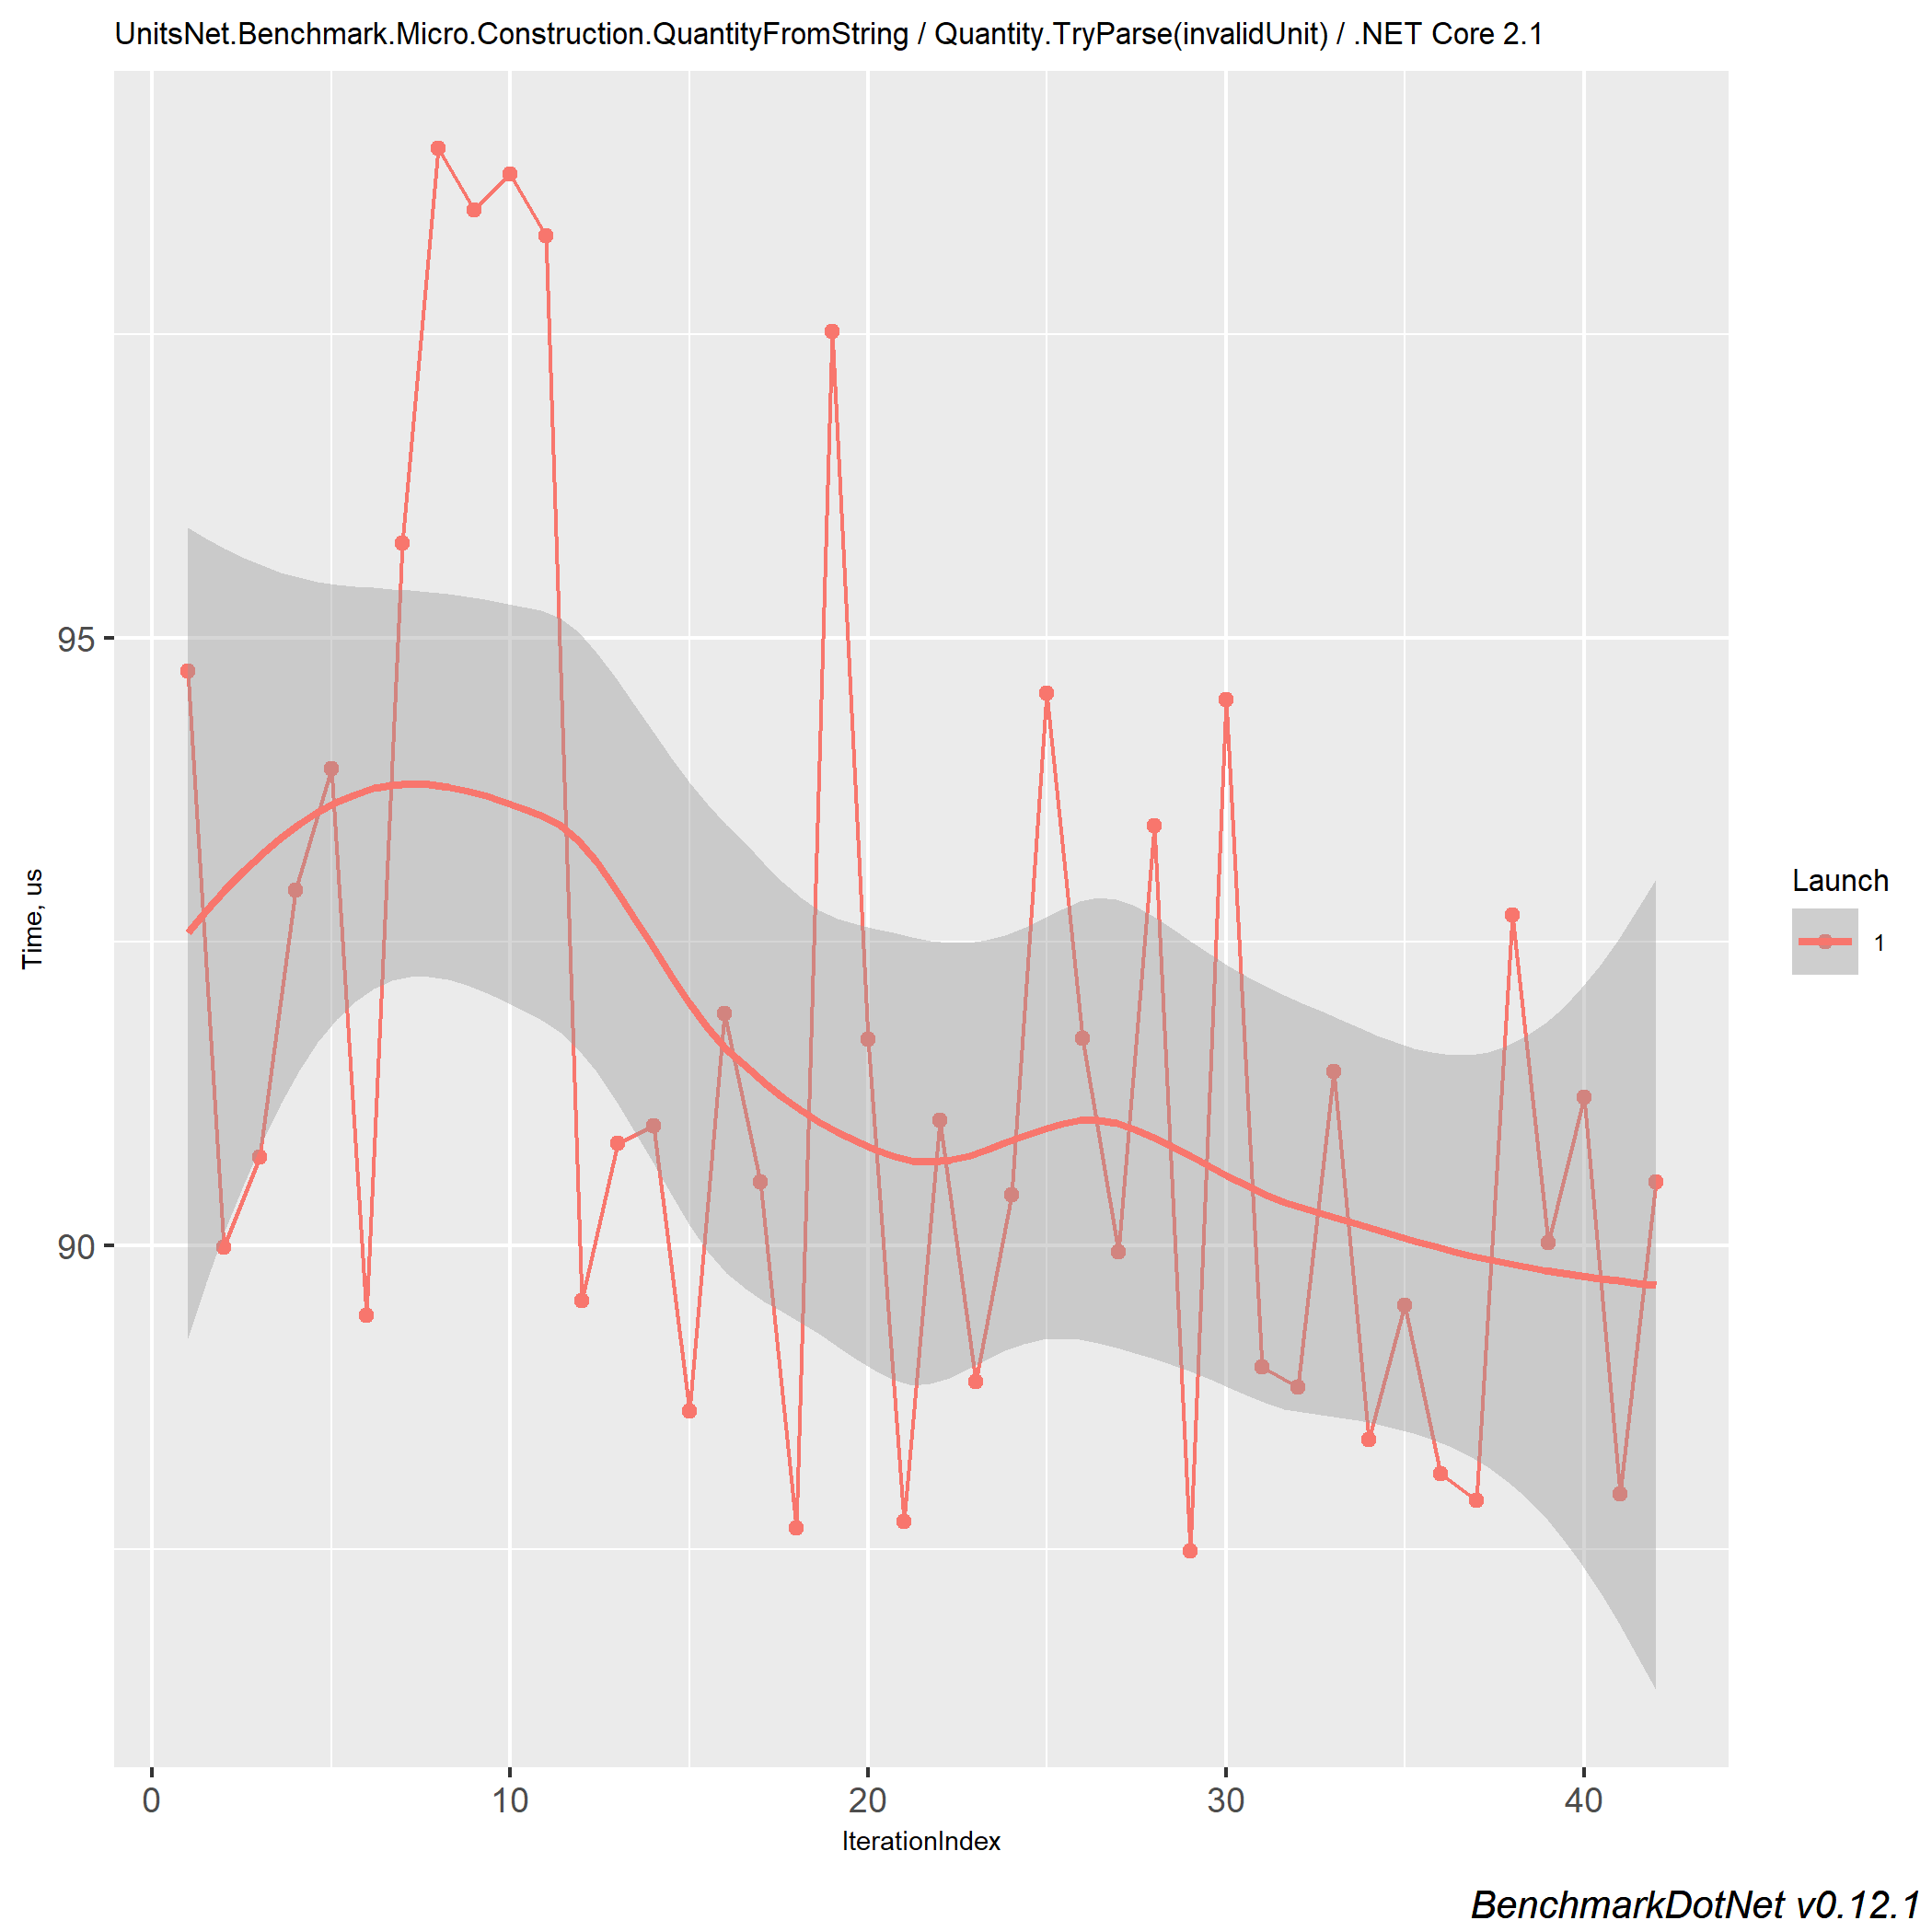 UnitsNet.Benchmark.Micro.Construction.QuantityFromString / Quantity.TryParse(invalidUnit) / .NET Core 2.1
95
90
Time, us
Launch
1
0 10 20 30 40
IterationIndex
BenchmarkDotNet v0.12.1